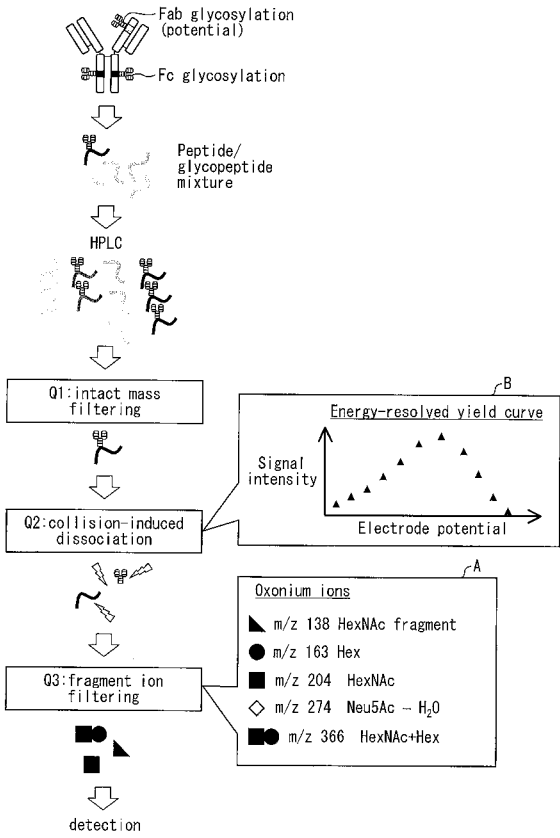 Fab glycosylation
(potential)
Fc glycosylation
Peptide/
glycopeptide
mixture
HPLC
Q1:intact mass
filtering
B
Energy-resolved yield curve
Signal
intensity
Electrode potential
Q2:collision-induced
dissociation
A
Oxonium ions
m/z 138 HexNAc fragment
m/z 163 Hex
m/z 204 HexNAc
m/z 274 Neu5Ac − H₂O
m/z 366 HexNAc+Hex
Q3:fragment ion
filtering
detection